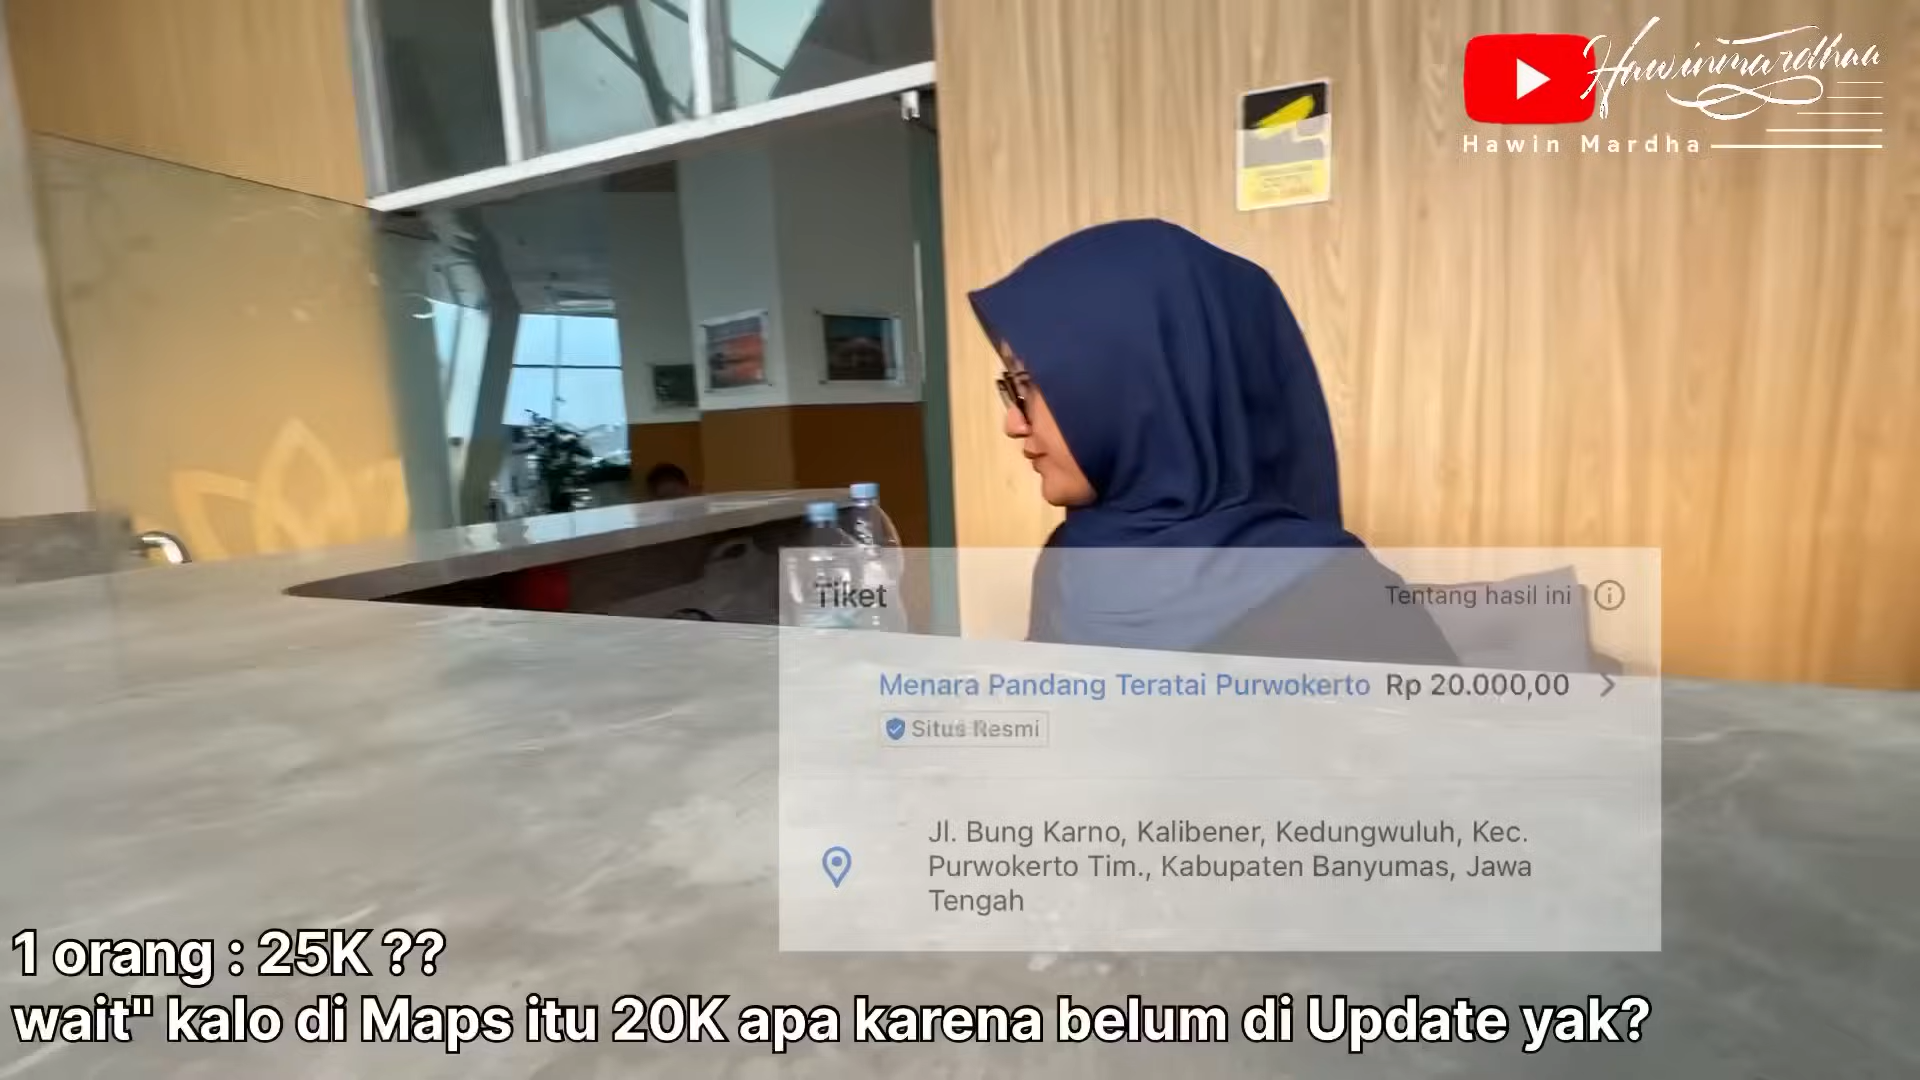 Hawinmardhaa
Hawin Mardha
Tiket
Tentang hasil ini
Menara Pandang Teratai Purwokerto Rp 20.000,00
Situs Resmi
Jl. Bung Karno, Kalibener, Kedungwuluh, Kec.
Purwokerto Tim., Kabupaten Banyumas, Jawa
Tengah
1 orang : 25K ??
wait" kalo di Maps itu 20K apa karena belum di Update yak?